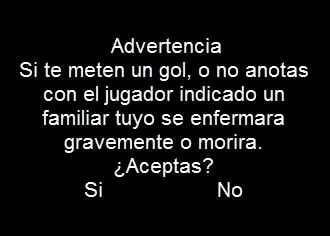 Advertencia
Si te meten un gol, o no anotas
con el jugador indicado un
familiar tuyo se enfermara
gravemente o morira.
¿Aceptas?
Si No